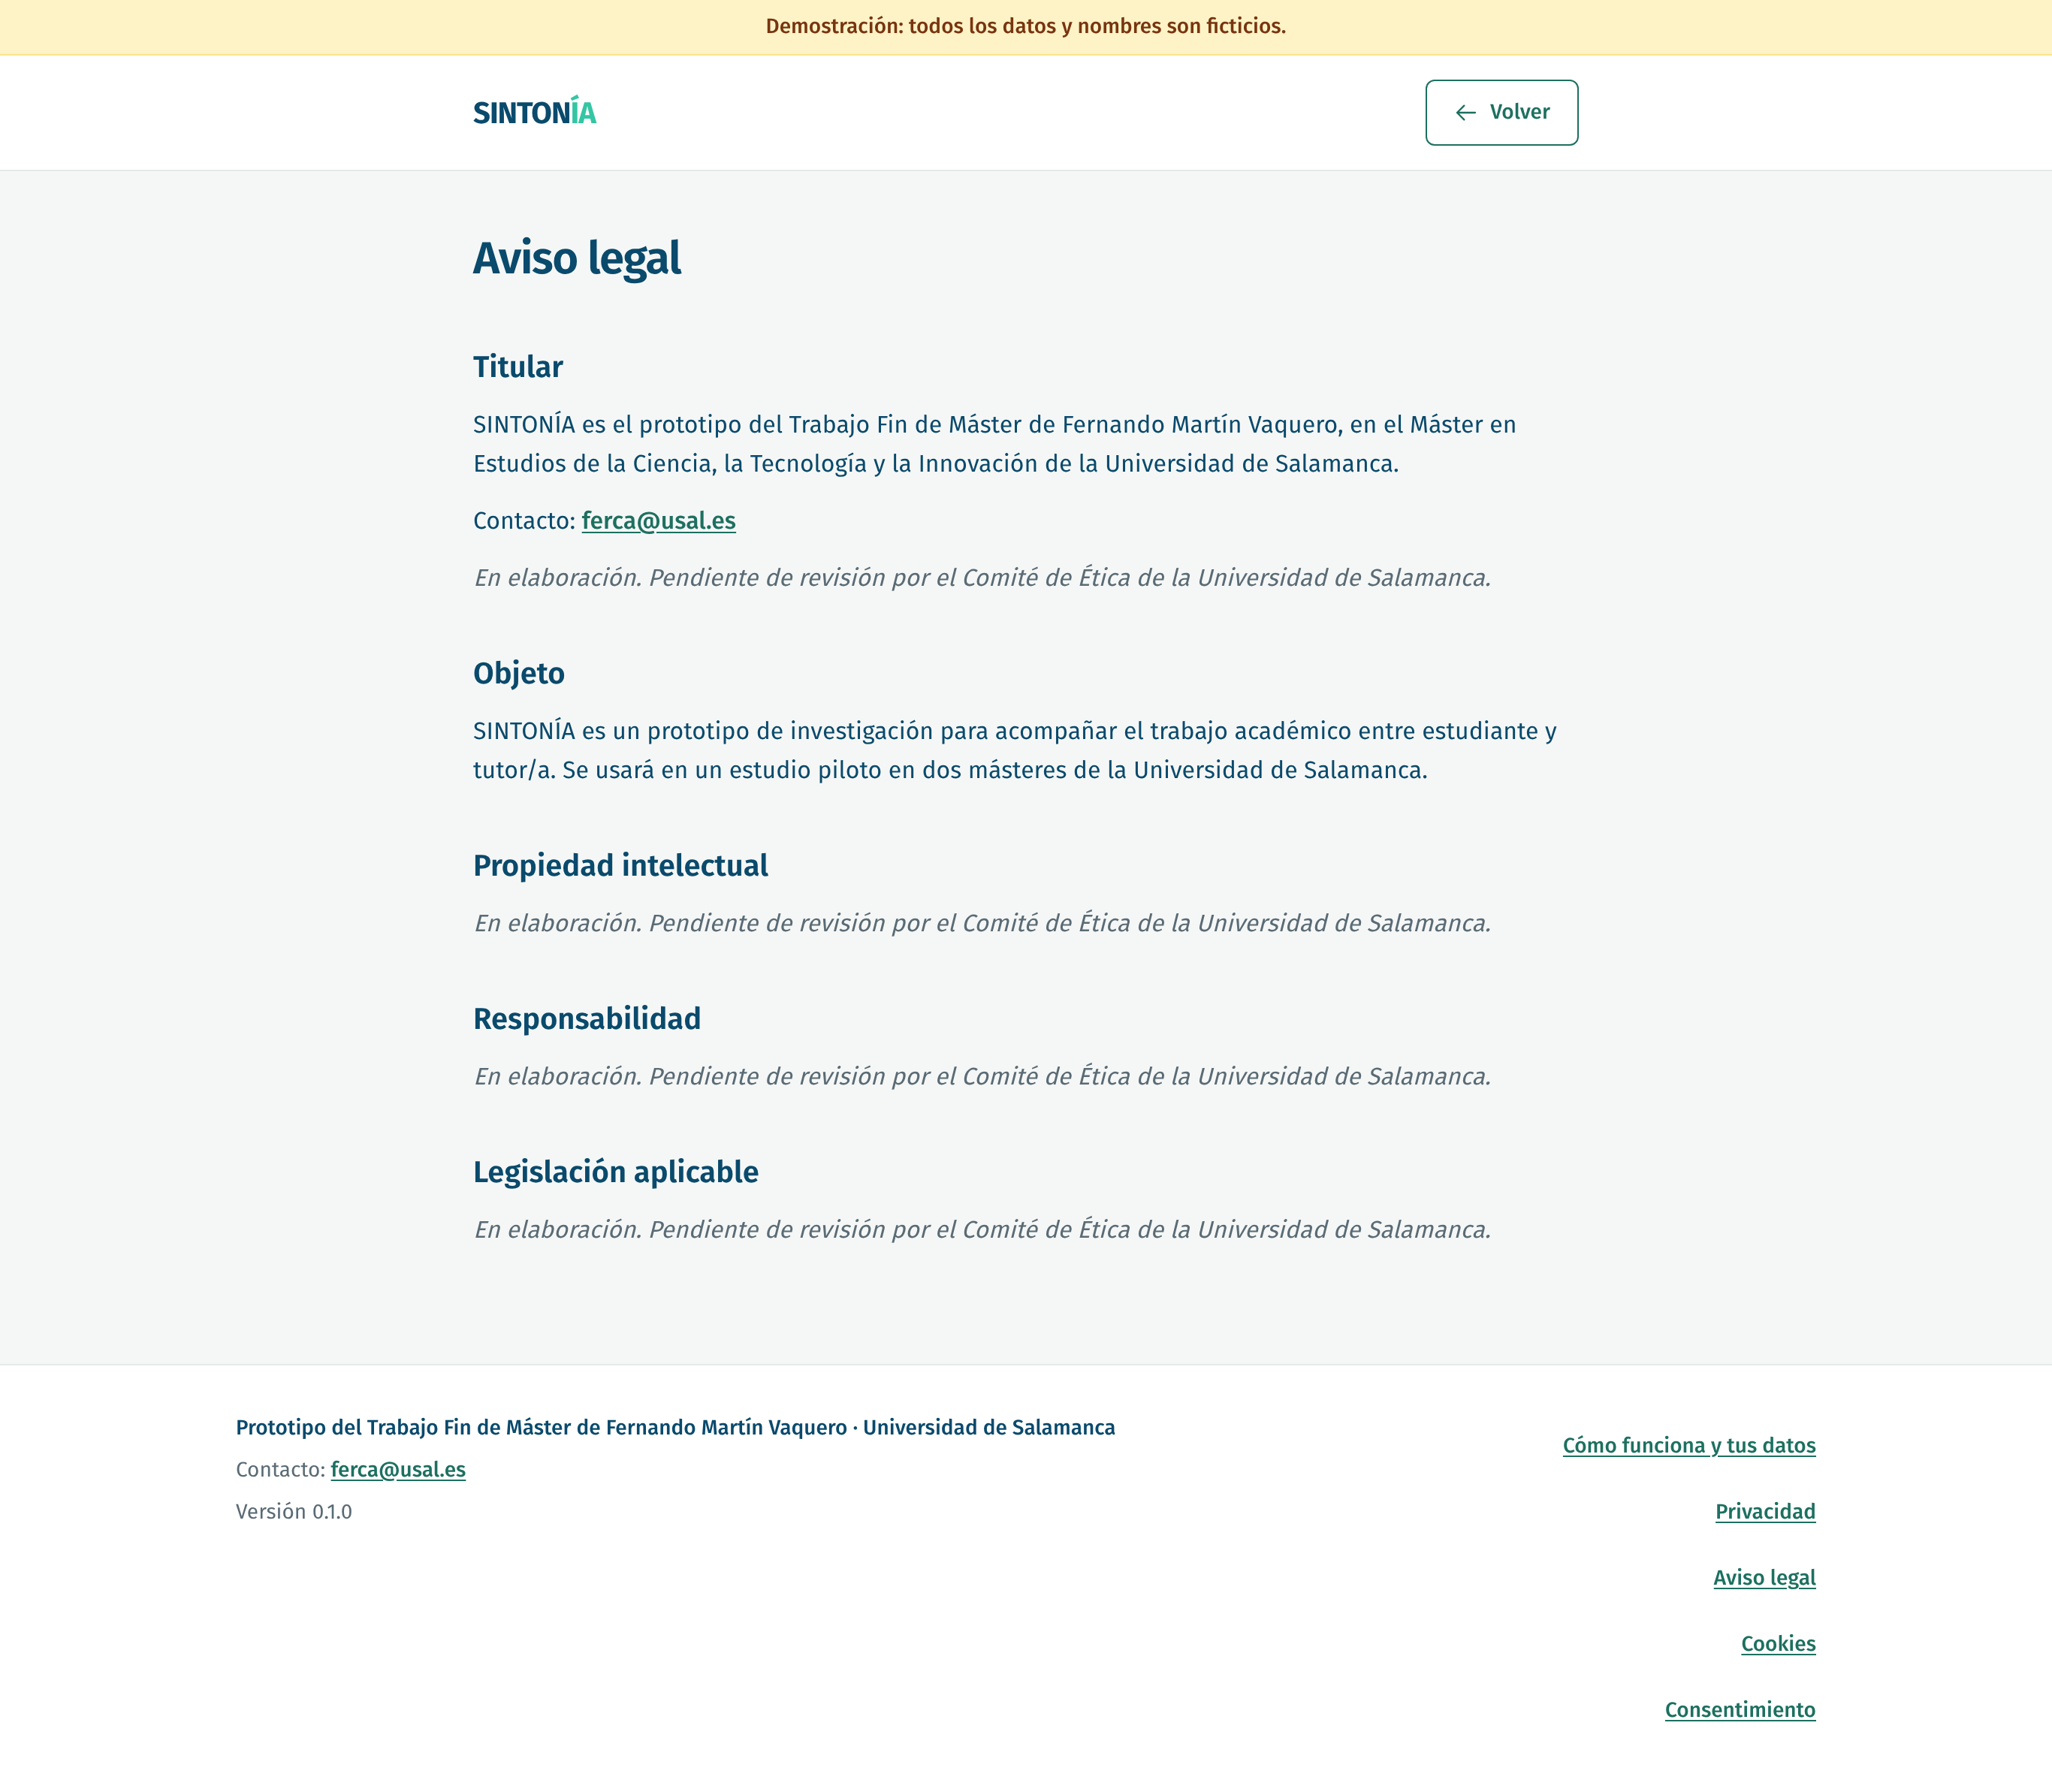 Demostración: todos los datos y nombres son ficticios.
SINTONÍA
← Volver
Aviso legal
Titular
SINTONÍA es el prototipo del Trabajo Fin de Máster de Fernando Martín Vaquero, en el Máster en
Estudios de la Ciencia, la Tecnología y la Innovación de la Universidad de Salamanca.
Contacto: ferca@usal.es
En elaboración. Pendiente de revisión por el Comité de Ética de la Universidad de Salamanca.
Objeto
SINTONÍA es un prototipo de investigación para acompañar el trabajo académico entre estudiante y
tutor/a. Se usará en un estudio piloto en dos másteres de la Universidad de Salamanca.
Propiedad intelectual
En elaboración. Pendiente de revisión por el Comité de Ética de la Universidad de Salamanca.
Responsabilidad
En elaboración. Pendiente de revisión por el Comité de Ética de la Universidad de Salamanca.
Legislación aplicable
En elaboración. Pendiente de revisión por el Comité de Ética de la Universidad de Salamanca.
Prototipo del Trabajo Fin de Máster de Fernando Martín Vaquero · Universidad de Salamanca
Contacto: ferca@usal.es
Versión 0.1.0
Cómo funciona y tus datos
Privacidad
Aviso legal
Cookies
Consentimiento